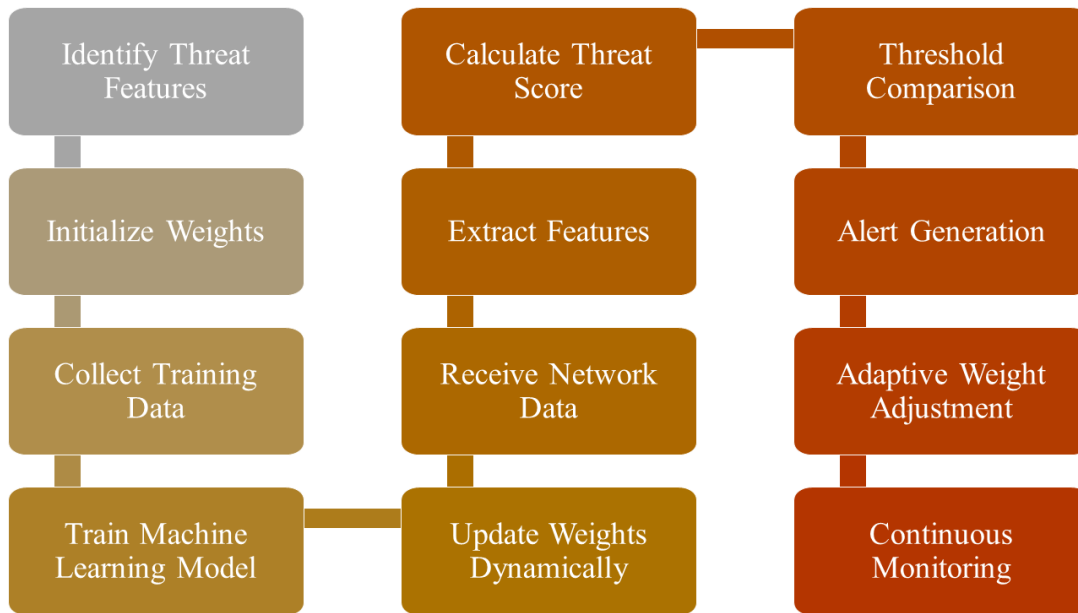 Identify Threat
Features
Initialize Weights
Collect Training
Data
Train Machine
Learning Model
Update Weights
Dynamically
Receive Network
Data
Extract Features
Calculate Threat
Score
Threshold
Comparison
Alert Generation
Adaptive Weight
Adjustment
Continuous
Monitoring